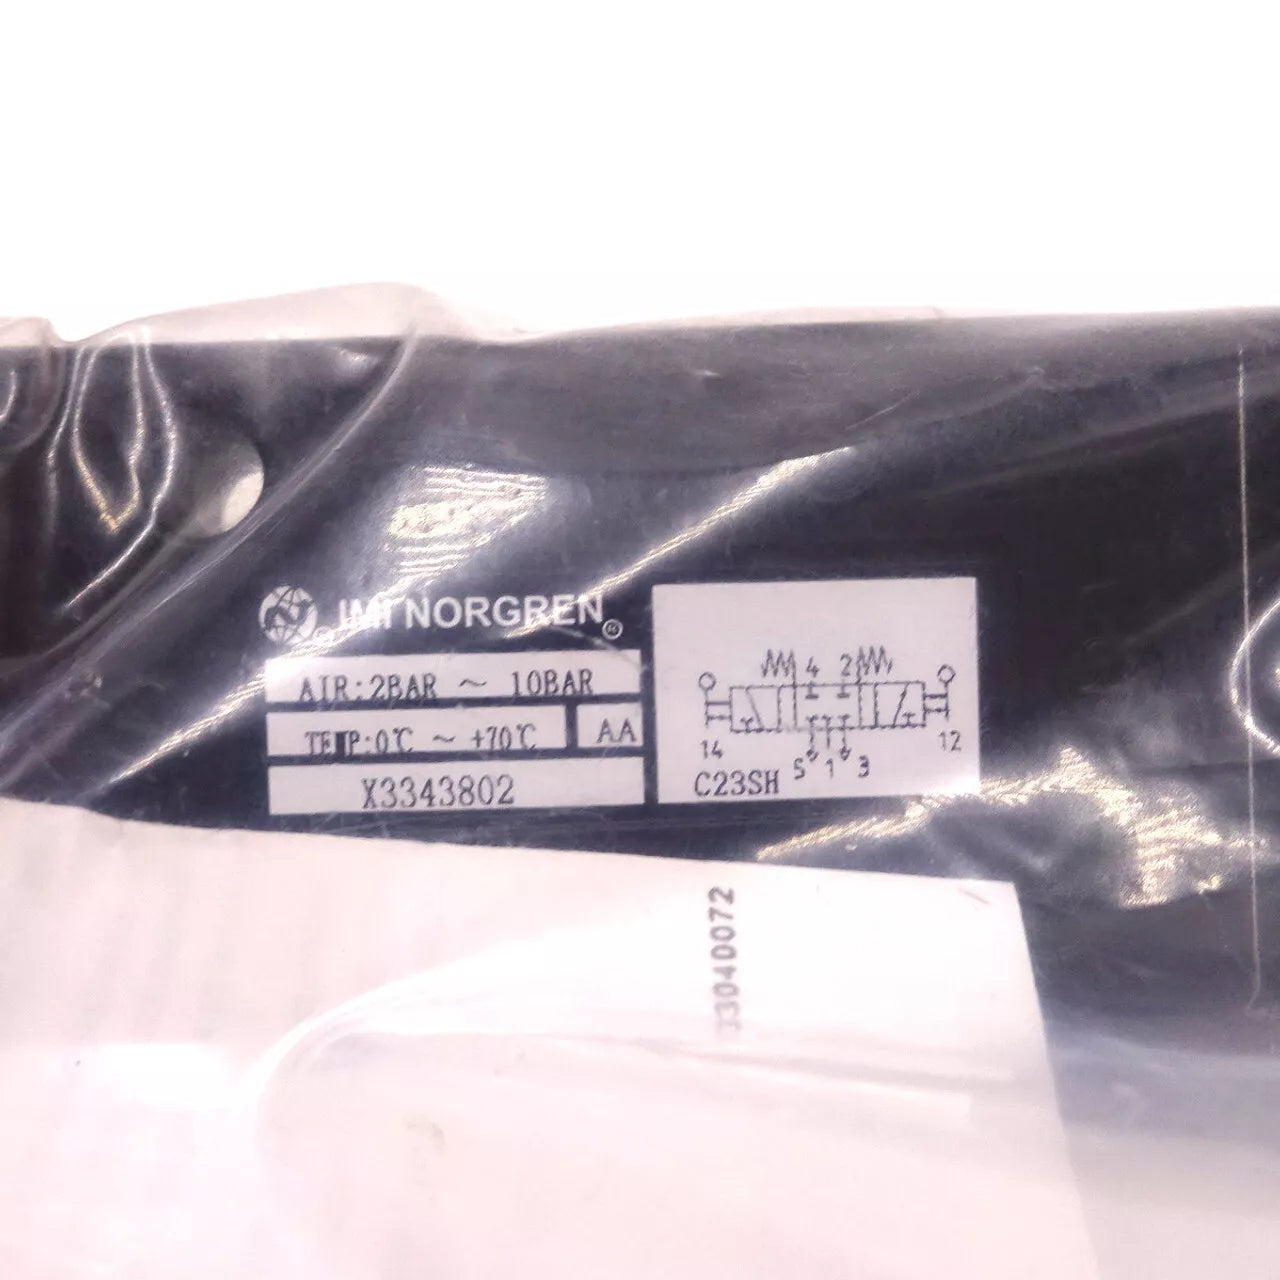 IMI NORGREN®
AIR:2BAR ~ 10BAR
TEMP:0℃ ~ +70℃ AA
X3343802
4 2
14 12
5 1 3
C23SH
33040072